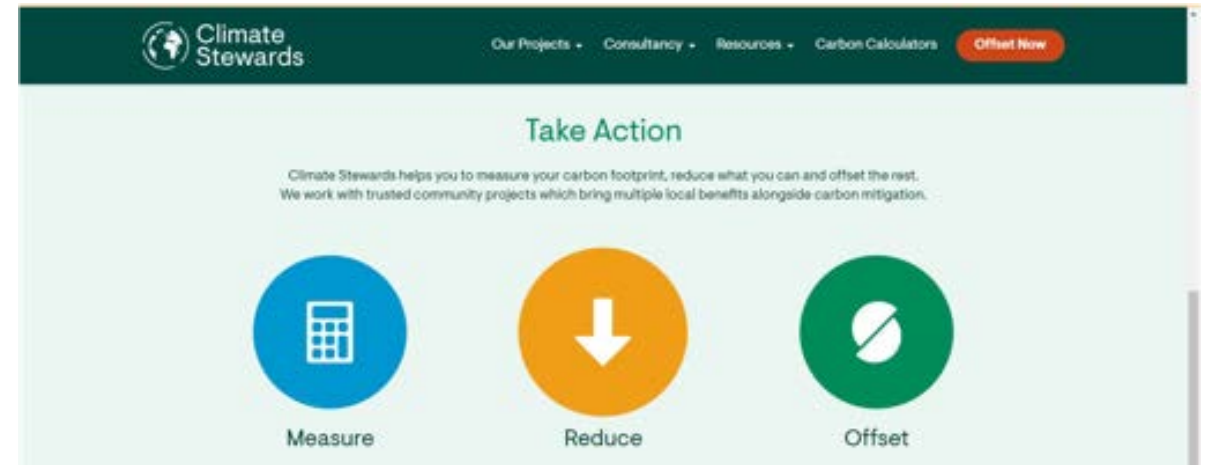 Climate
Stewards
Our Projects
Consultancy
Resources
Carbon Calculators
Offset Now
Take Action
Climate Stewards helps you to measure your carbon footprint, reduce what you can and offset the rest.
We work with trusted community projects which bring multiple local benefits alongside carbon mitigation.
Measure
Reduce
Offset